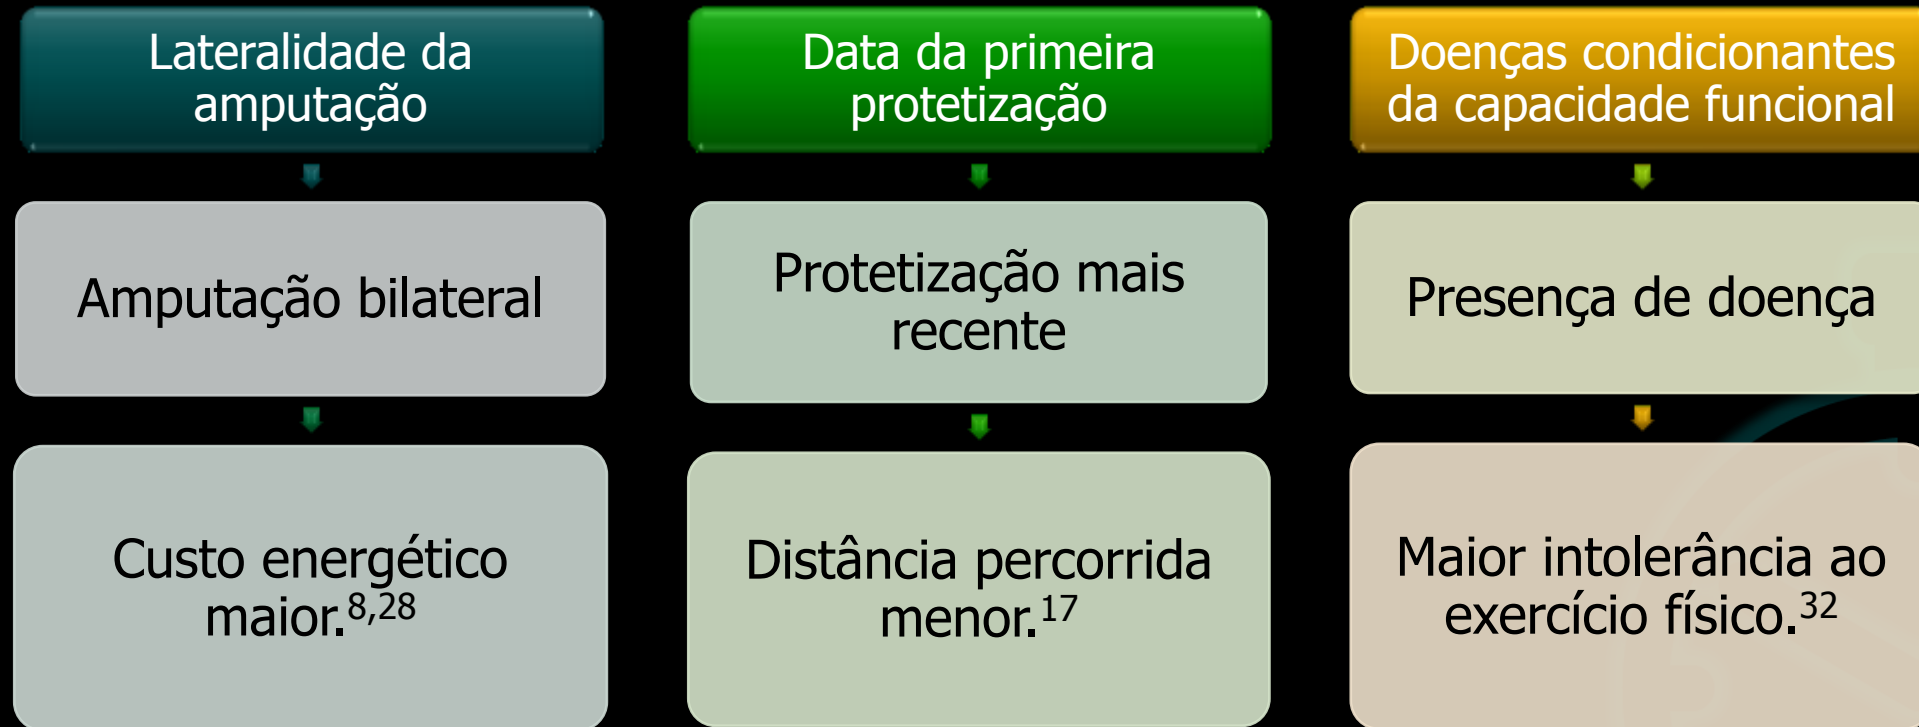 Lateralidade da
amputação
Amputação bilateral
Custo energético
maior.8,28
Data da primeira
protetização
Protetização mais
recente
Distância percorrida
menor.17
Doenças condicionantes
da capacidade funcional
Presença de doença
Maior intolerância ao
exercício físico.32